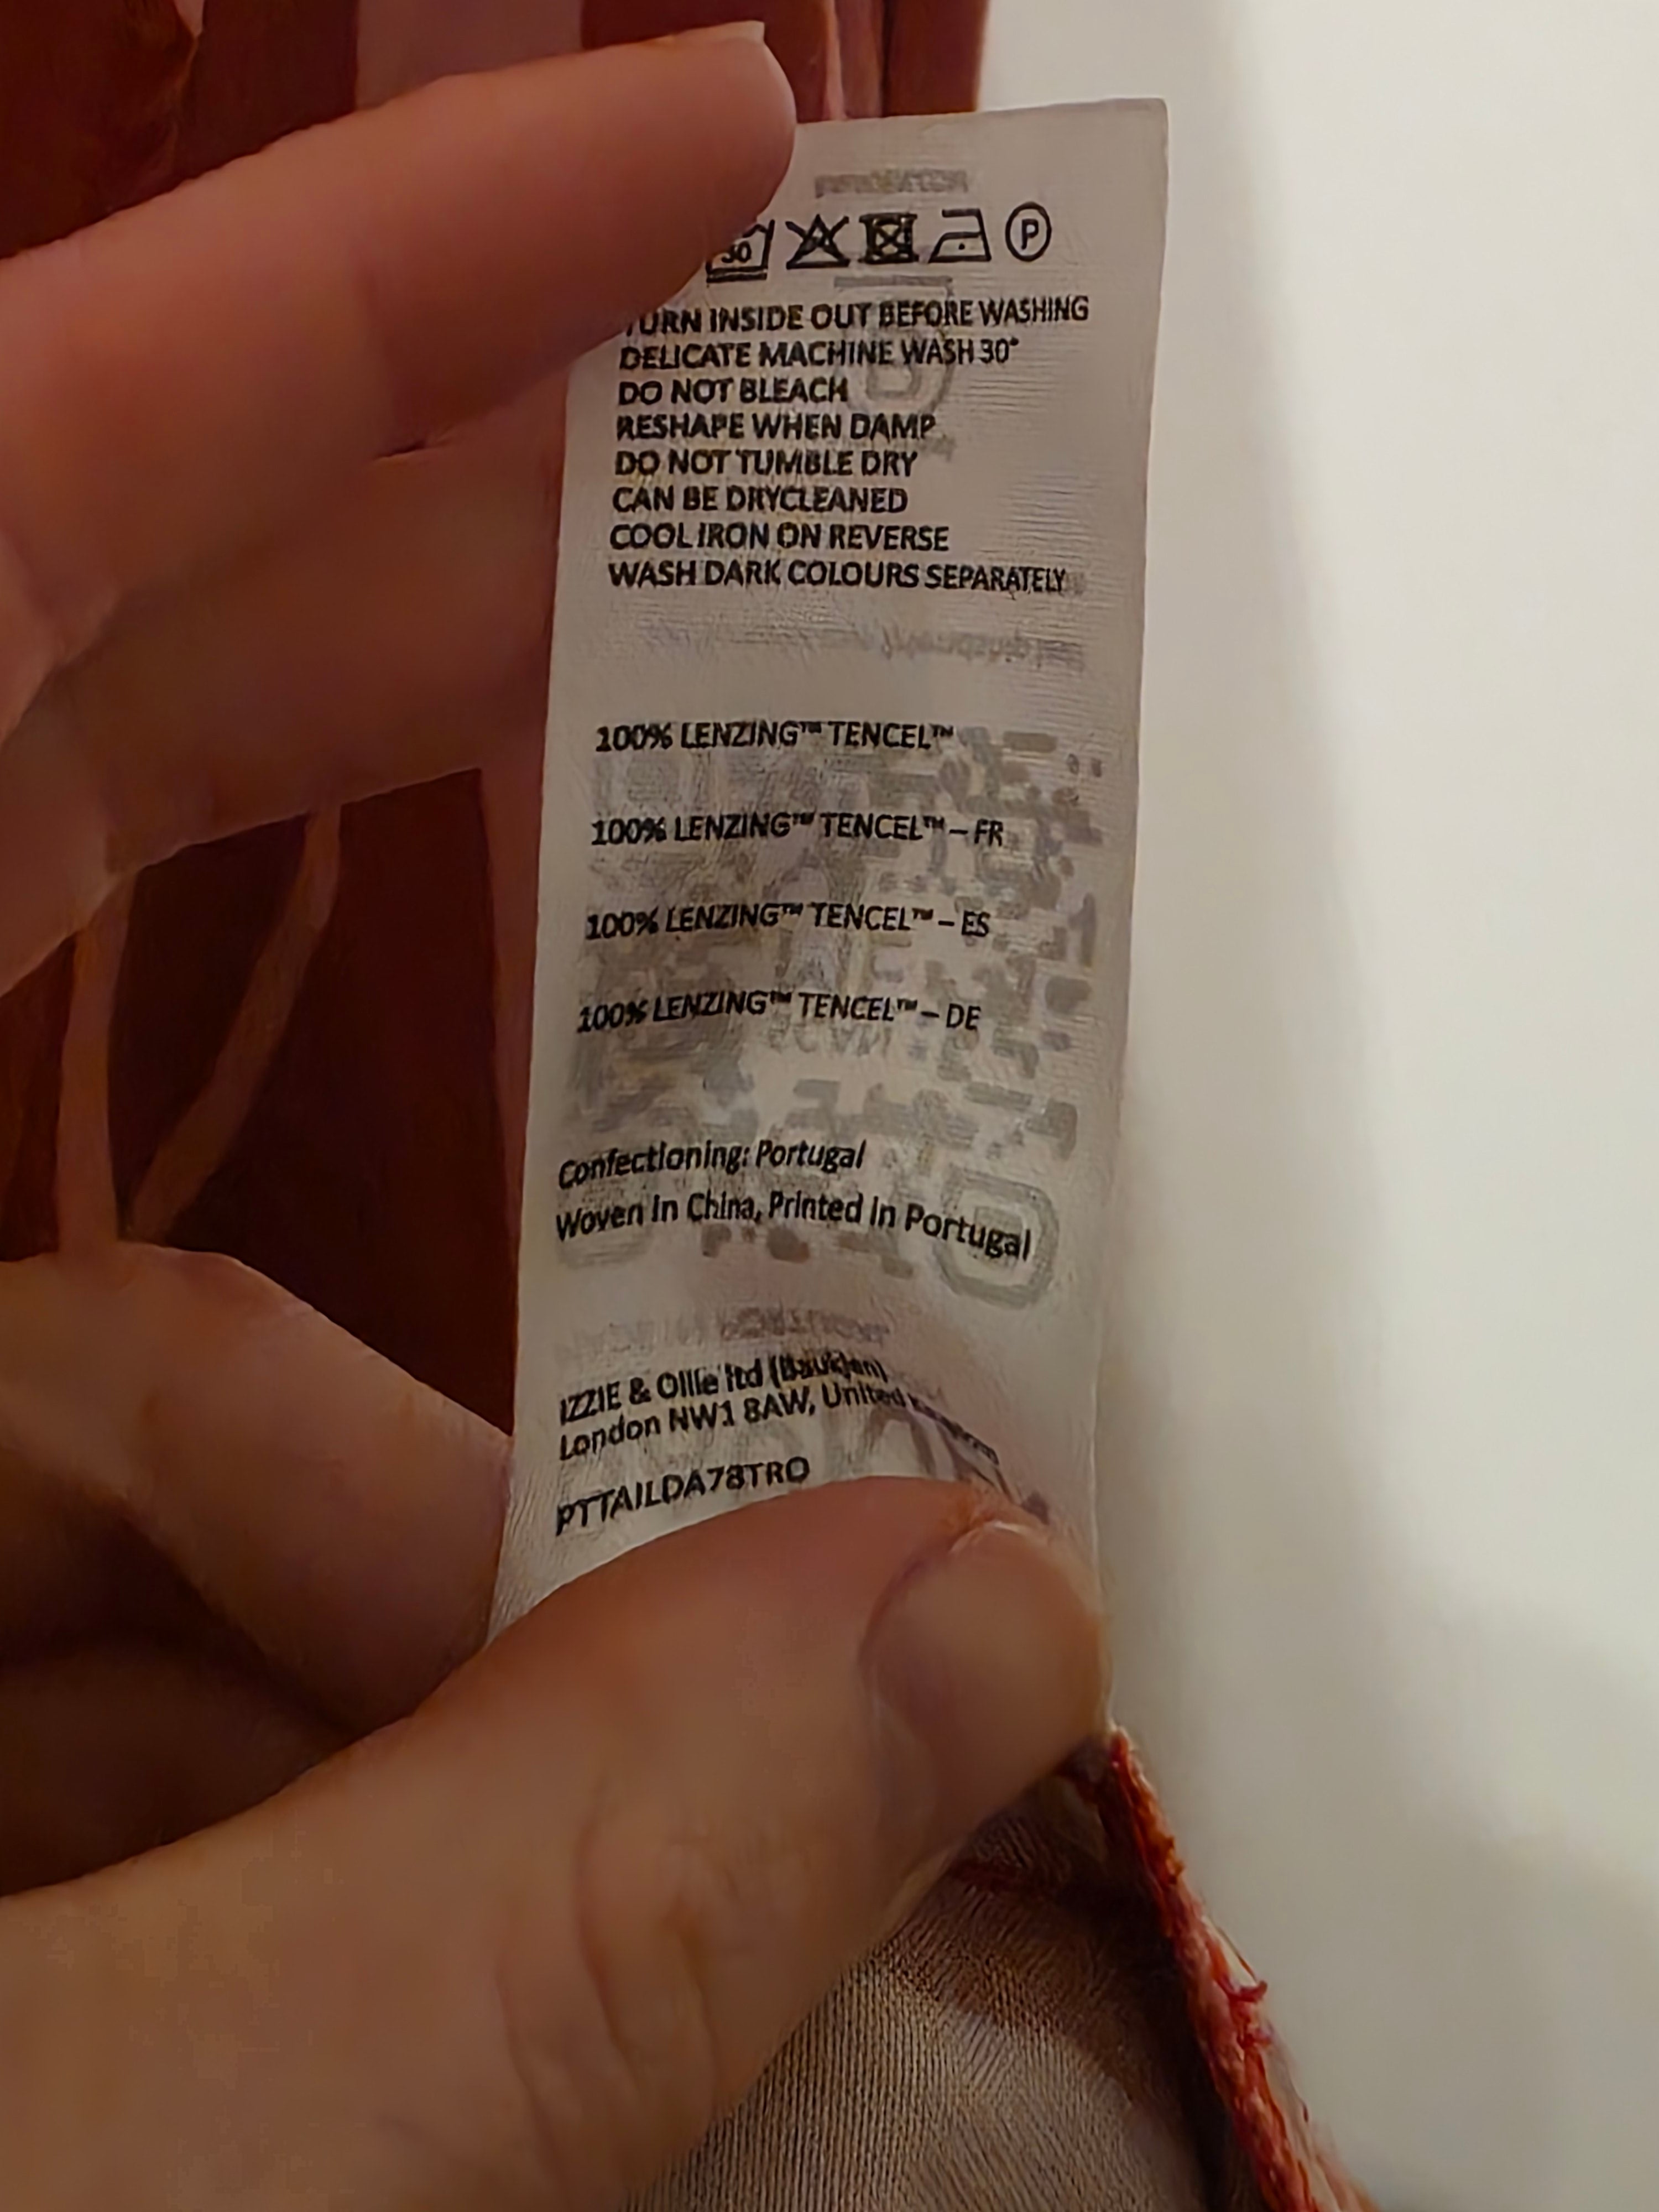 30 P
TURN INSIDE OUT BEFORE WASHING
DELICATE MACHINE WASH 30°
DO NOT BLEACH
RESHAPE WHEN DAMP
DO NOT TUMBLE DRY
CAN BE DRYCLEANED
COOL IRON ON REVERSE
WASH DARK COLOURS SEPARATELY
100% LENZING™ TENCEL™
100% LENZING™ TENCEL™ – FR
100% LENZING™ TENCEL™ – ES
100% LENZING™ TENCEL™ – DE
Confectioning: Portugal
Woven in China, Printed in Portugal
IZZIE & Ollie ltd (Baukjen)
London NW1 8AW, United
PTTAILDA78TRO